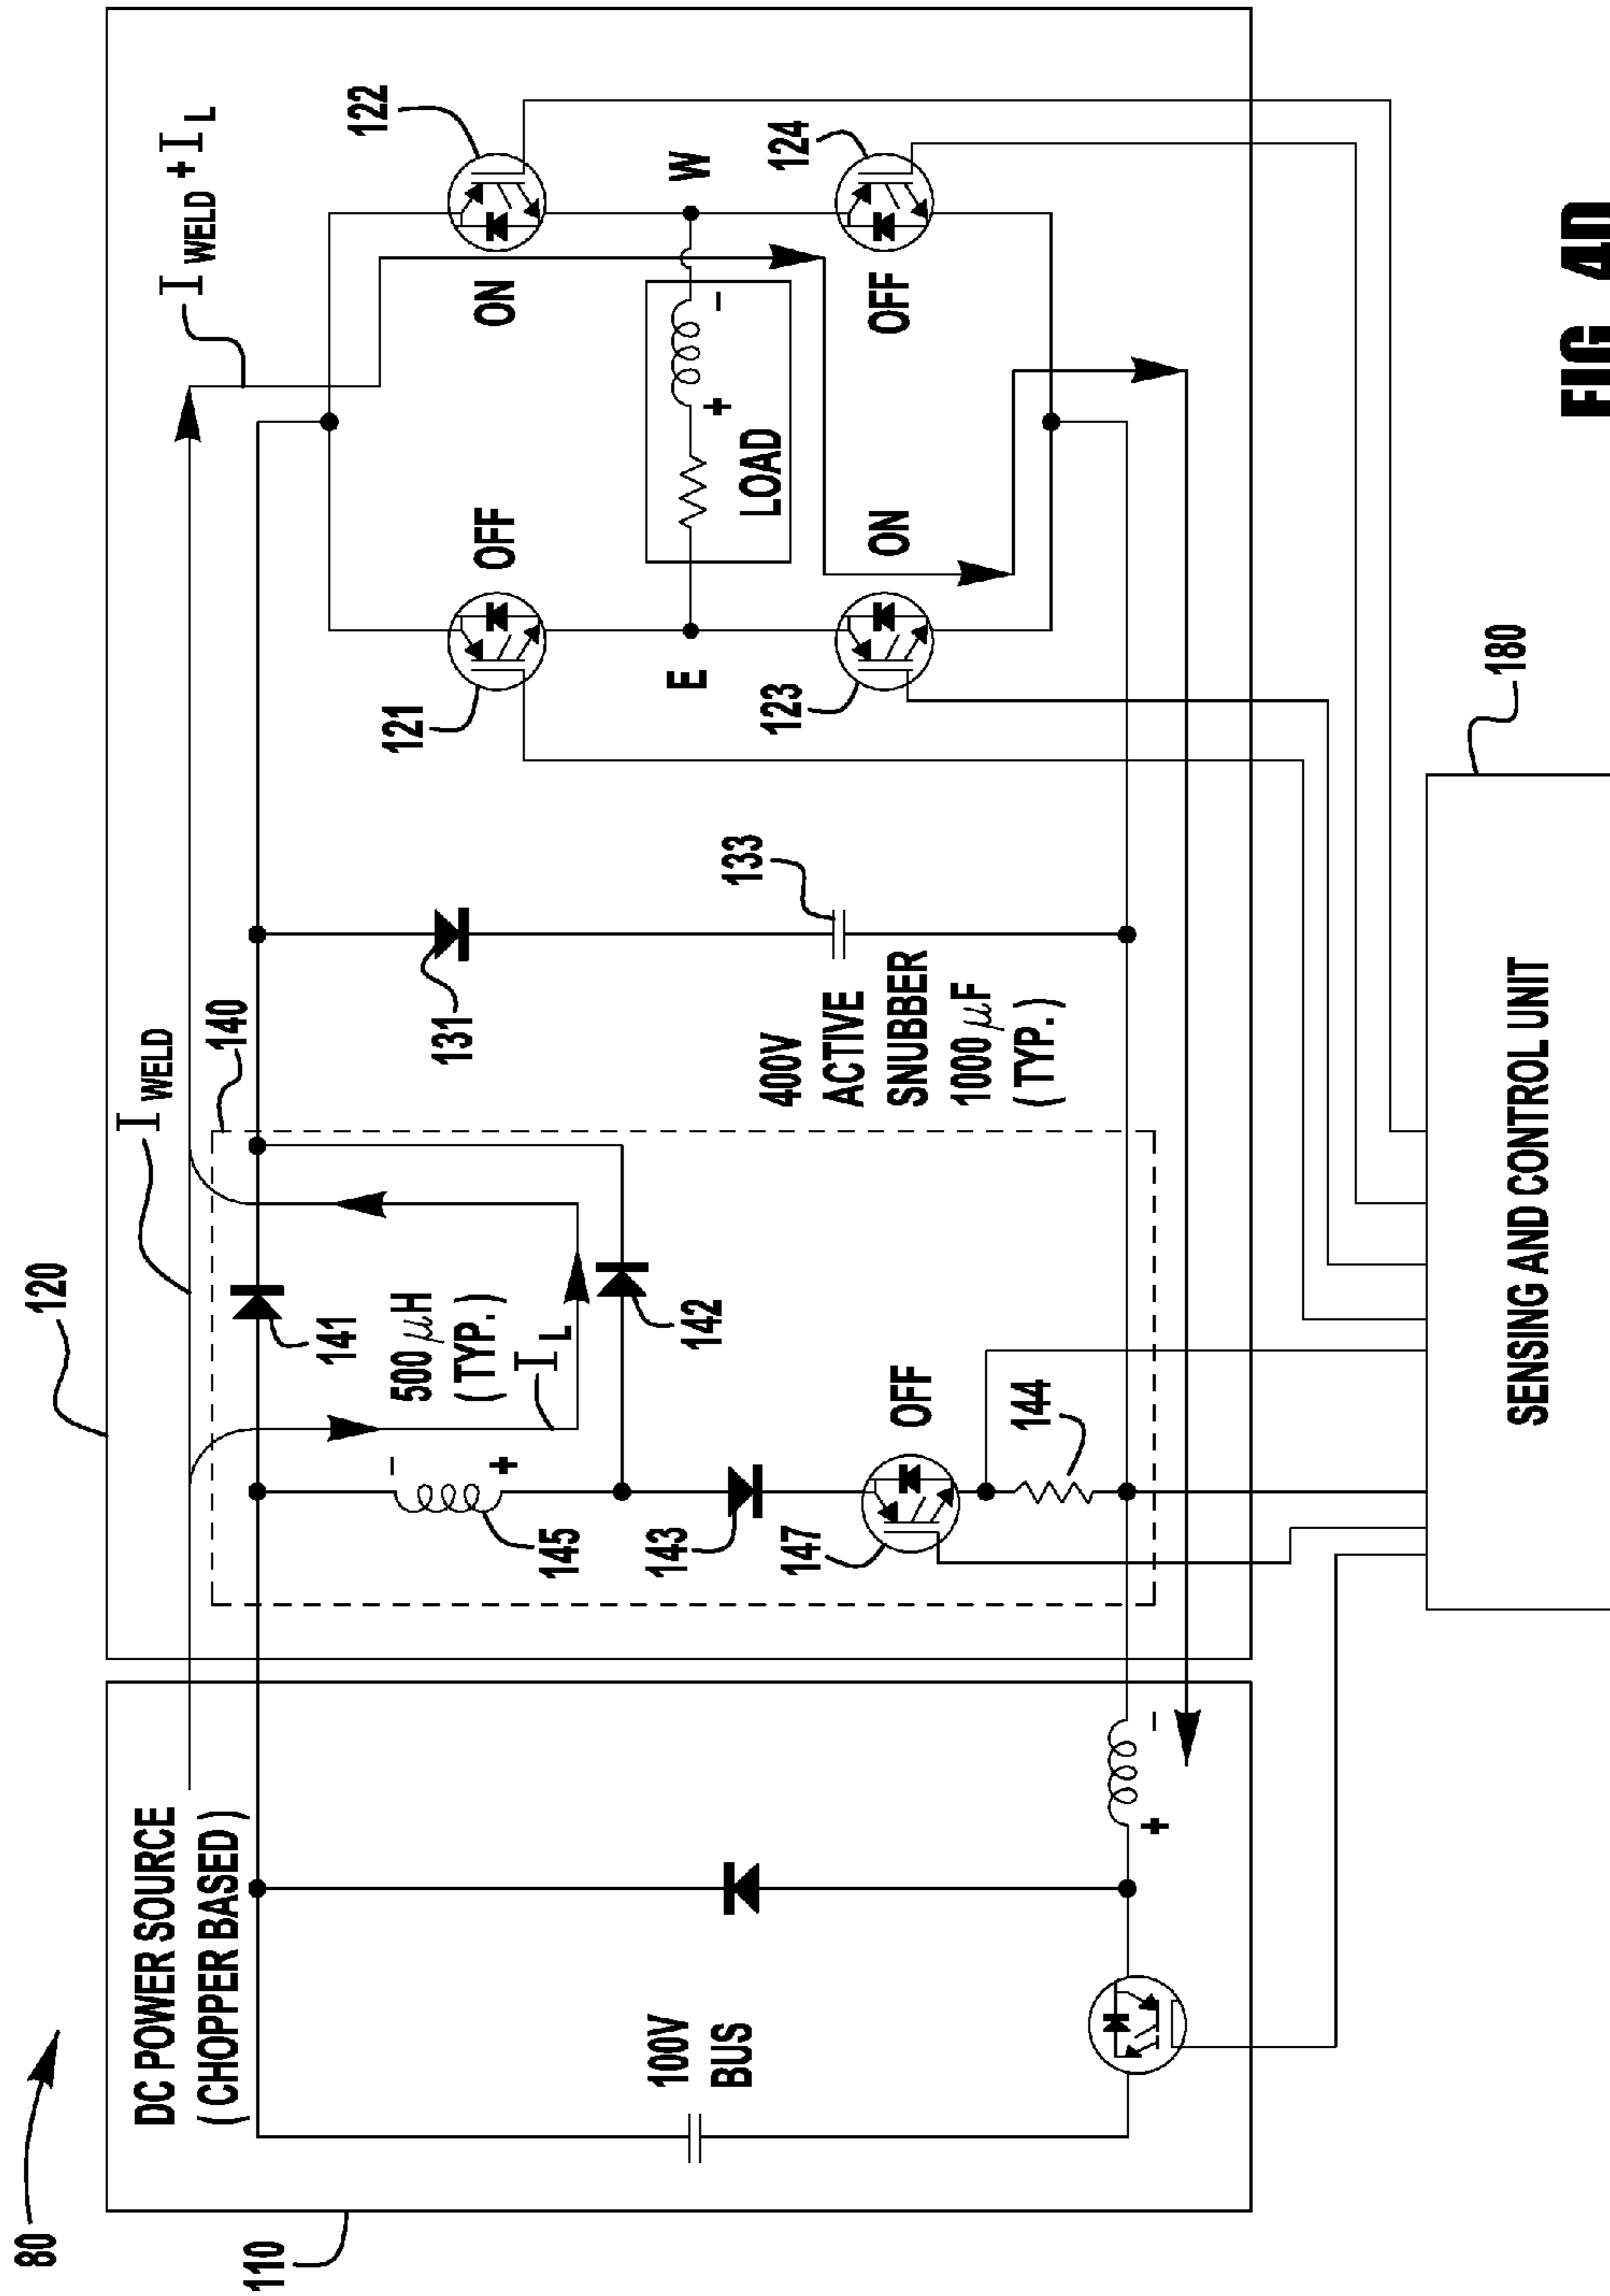 80
120
I WELD
I WELD + I L
110
DC POWER SOURCE
(CHOPPER BASED)
140
141
500 μH
(TYP.)
I L
145
142
143
147
OFF
144
131
133
400V
ACTIVE
SNUBBER
1000 μF
(TYP.)
100V
BUS
+
-
-
+
121
OFF
122
ON
E
W
LOAD
+
-
123
ON
124
OFF
180
SENSING AND CONTROL UNIT
FIG. 4D